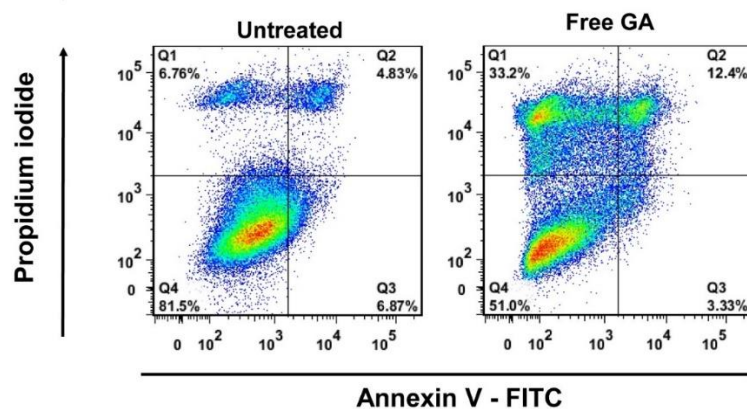 Untreated
Free GA
Q1
6.76%
Q2
4.83%
Q4
81.5%
Q3
6.87%
10^5
10^4
10^3
10^2
0
0 10^2 10^3 10^4 10^5
Q1
33.2%
Q2
12.4%
Q4
51.0%
Q3
3.33%
10^5
10^4
10^3
10^2
0
0 10^2 10^3 10^4 10^5
Propidium iodide
Annexin V - FITC